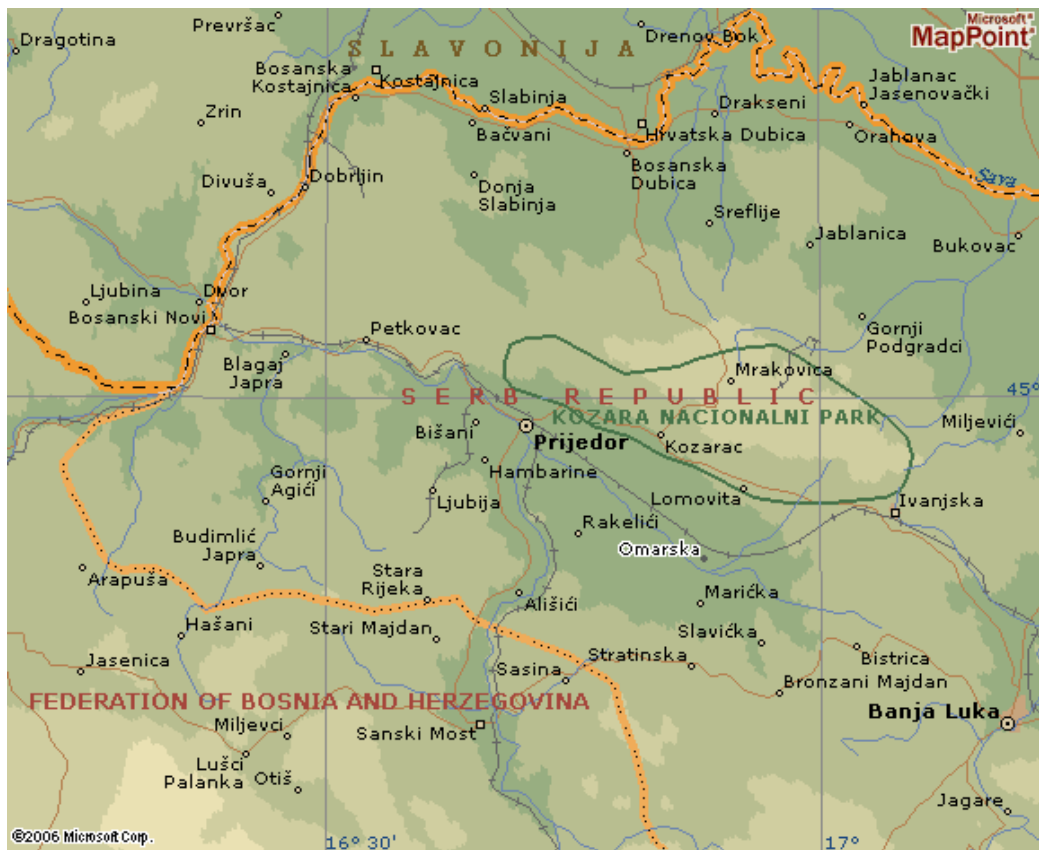 Prevršac
Microsoft®
MapPoint®
Dragotina
SLAVONIJA
Drenov Bok
Bosanska
Kostajnica
Kostajnica
Jablanac
Jasenovački
Zrin
Slabinja
Drakseni
Bačvani
Hrvatska Dubica
Orahova
Divuša
Dobrljin
Donja
Slabinja
Bosanska
Dubica
Sava
Sreflije
Jablanica
Bukovac
Ljubina
Dvor
Bosanski Novi
Petkovac
Gornji
Podgradci
Blagaj
Japra
Mrakovica
SERB REPUBLIC
45°
KOZARA NACIONALNI PARK
Bišani
Prijedor
Kozarac
Miljevići
Hambarine
Gornji
Agići
Ljubija
Lomovita
Ivanjska
Rakelići
Budimlić
Japra
Omarska
Arapuša
Stara
Rijeka
Ališići
Marićka
Hašani
Stari Majdan
Slavićka
Jasenica
Sasina
Stratinska
Bistrica
Bronzani Majdan
FEDERATION OF BOSNIA AND HERZEGOVINA
Miljevci
Sanski Most
Banja Luka
Lušci
Palanka
Otiš
Jagare
©2006 Microsoft Corp.
16° 30'
17°